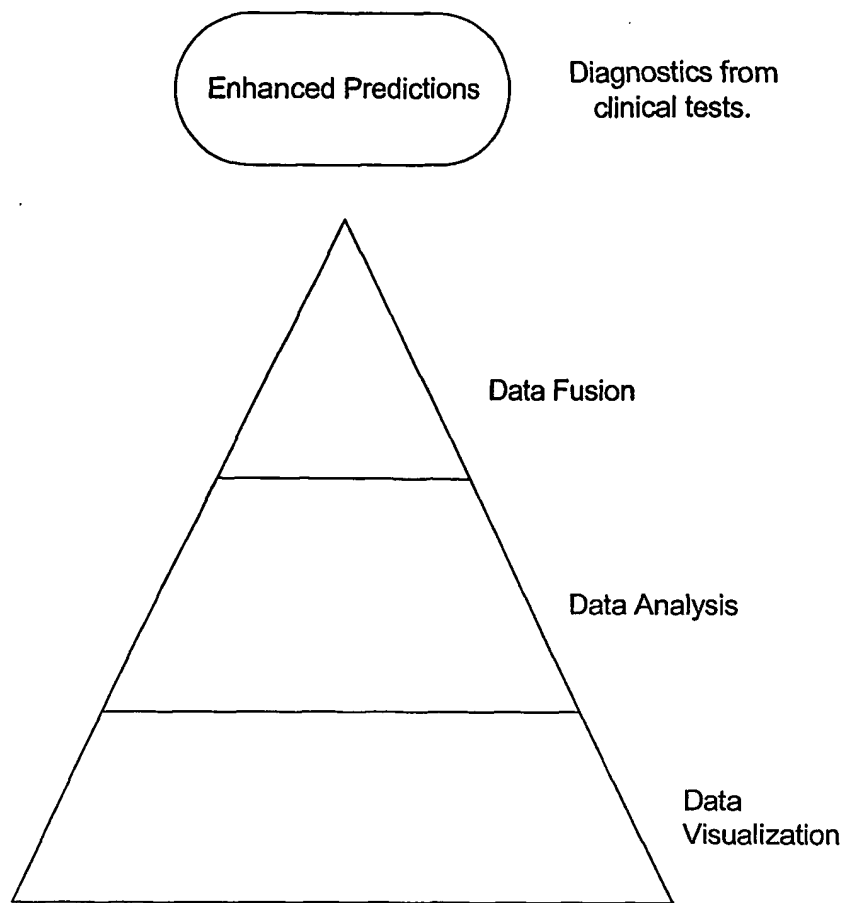 Enhanced Predictions
Diagnostics from
clinical tests.
Data Fusion
Data Analysis
Data
Visualization